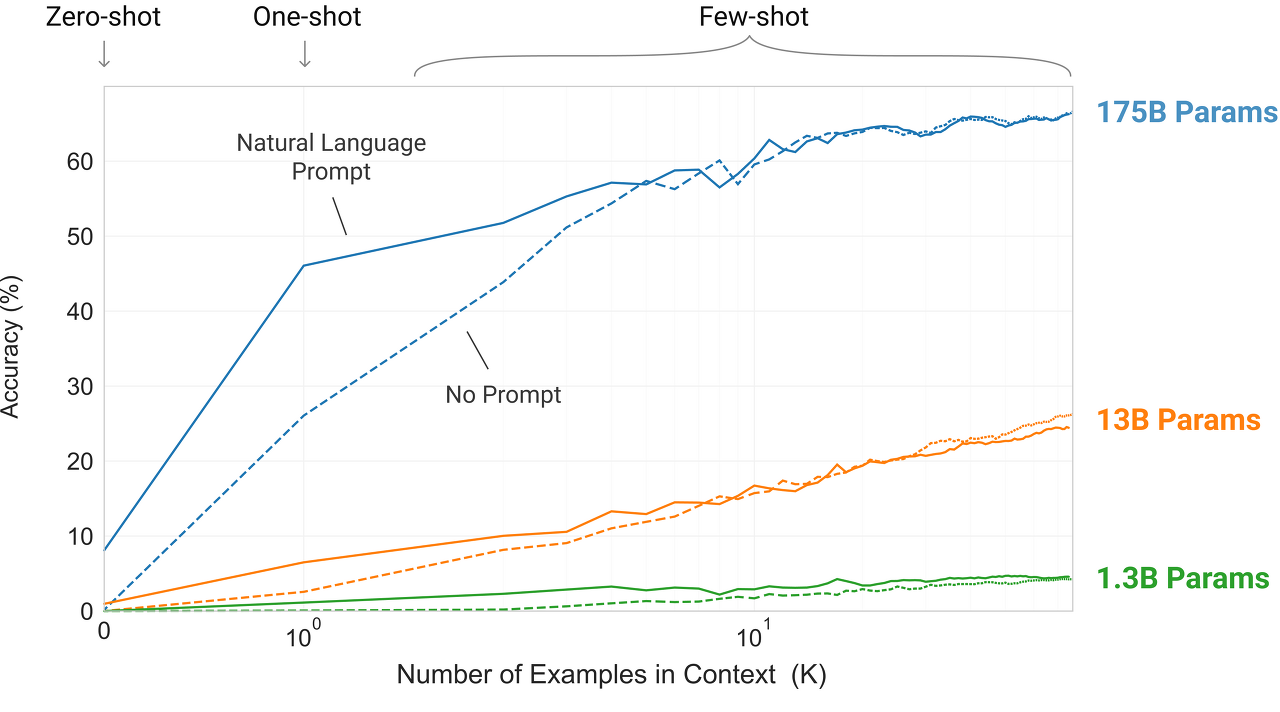 Zero-shot
One-shot
Few-shot
175B Params
Natural Language
Prompt
60
50
40
30
20
10
0
Accuracy (%)
No Prompt
13B Params
1.3B Params
0
10^0
10^1
Number of Examples in Context (K)